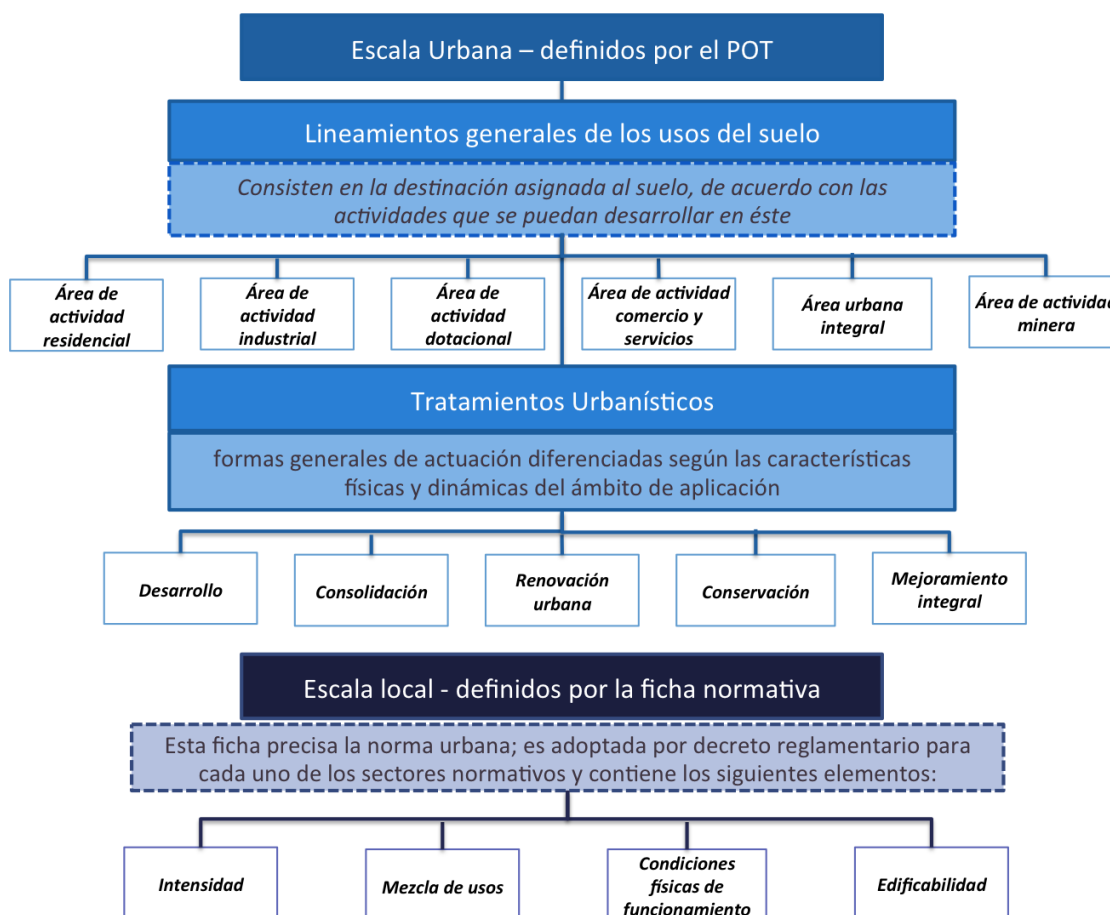 Escala Urbana – definidos por el POT
Lineamientos generales de los usos del suelo
Consisten en la destinación asignada al suelo, de acuerdo con las
actividades que se puedan desarrollar en éste
Área de
actividad
residencial
Área de
actividad
industrial
Área de
actividad
dotacional
Área de actividad
comercio y
servicios
Área urbana
integral
Área de actividad
minera
Tratamientos Urbanísticos
formas generales de actuación diferenciadas según las características
físicas y dinámicas del ámbito de aplicación
Desarrollo
Consolidación
Renovación
urbana
Conservación
Mejoramiento
integral
Escala local - definidos por la ficha normativa
Esta ficha precisa la norma urbana; es adoptada por decreto reglamentario para
cada uno de los sectores normativos y contiene los siguientes elementos:
Intensidad
Mezcla de usos
Condiciones
físicas de
funcionamiento
Edificabilidad